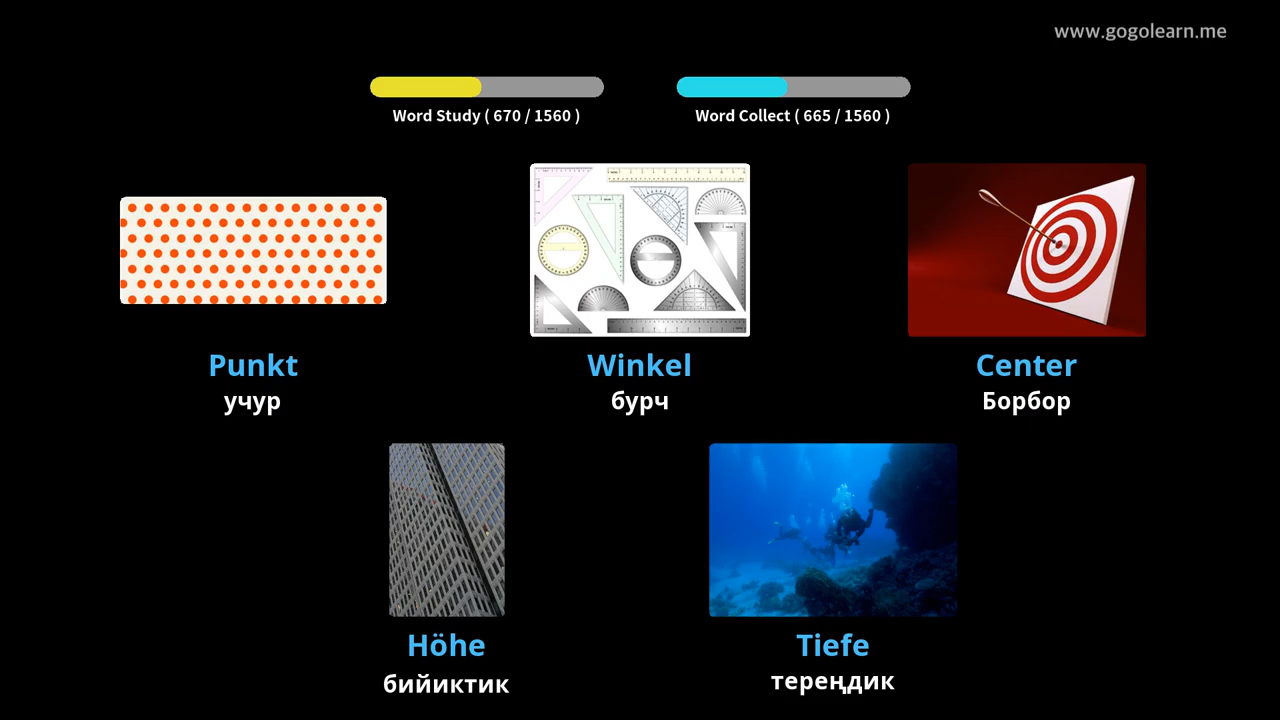 www.gogolearn.me
Word Study ( 670 / 1560 )
Word Collect ( 665 / 1560 )
Punkt
учур
Winkel
бурч
Center
Борбор
Höhe
бийиктик
Tiefe
тереңдик